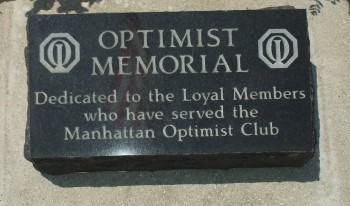 OPTIMIST
MEMORIAL
Dedicated to the Loyal Members
who have served the
Manhattan Optimist Club